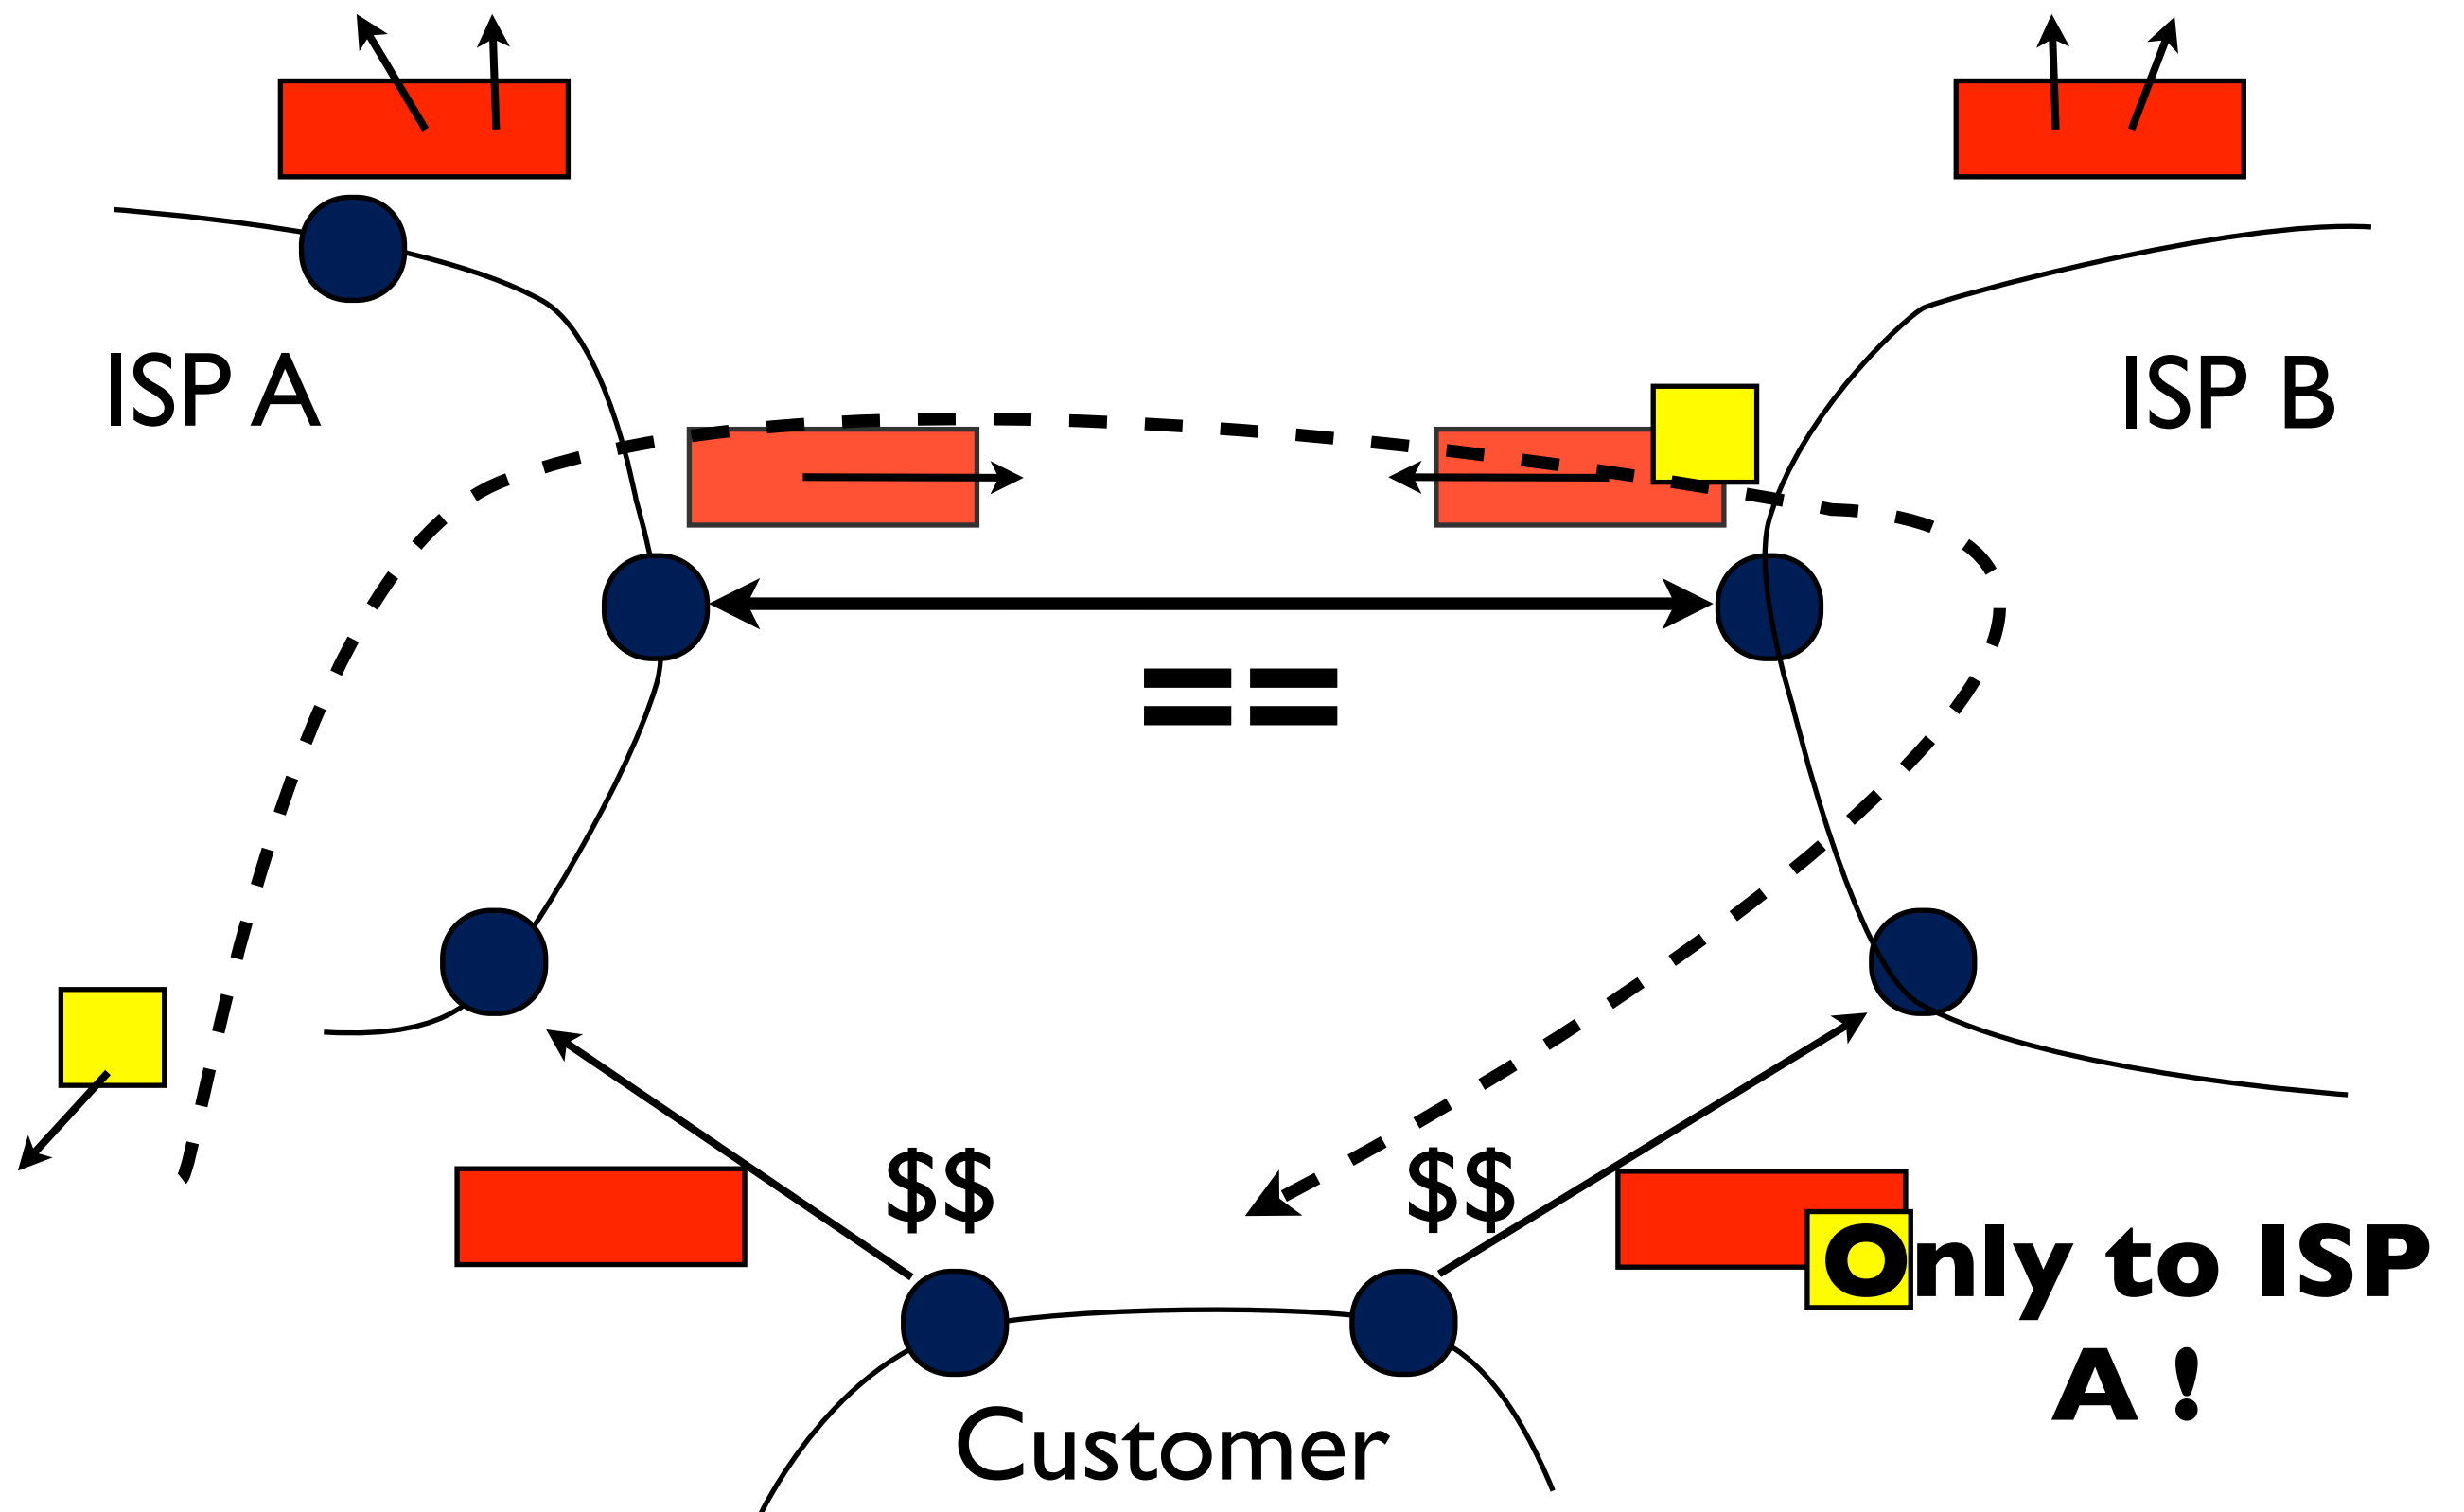 ISP A
ISP B
==
$$
$$
Only to ISP
A !
Customer